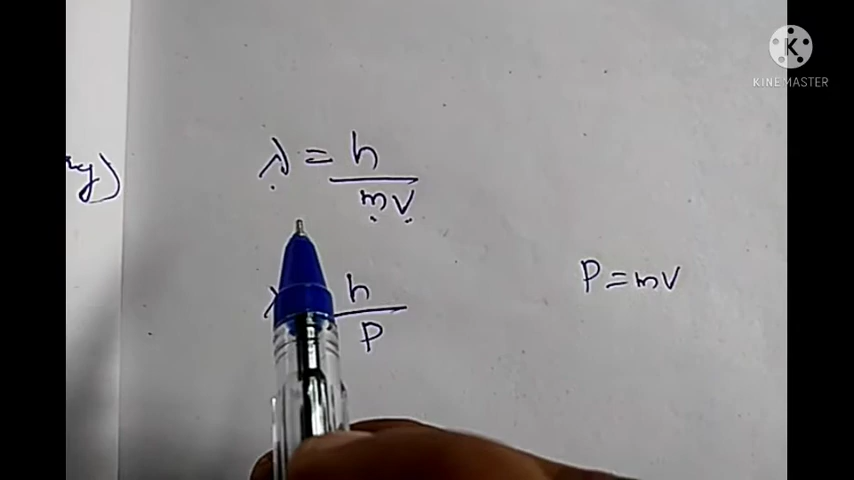 λ = h / mv
λ h / P
P = mv
KINEMASTER